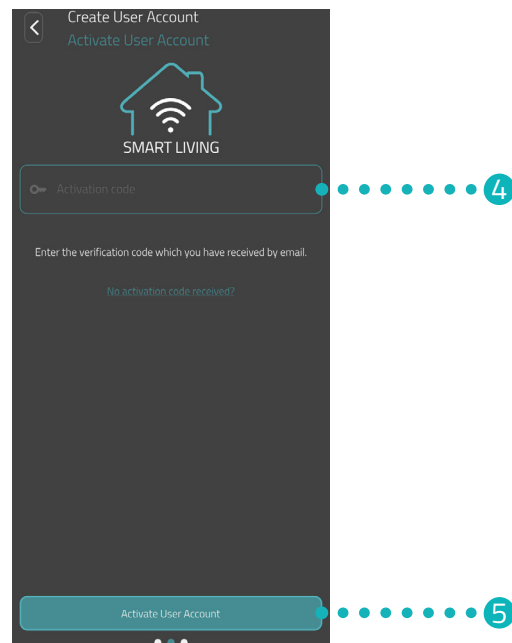 Create User Account
Activate User Account
SMART LIVING
Activation code
4
Enter the verification code which you have received by email.
No activation code received?
Activate User Account
5